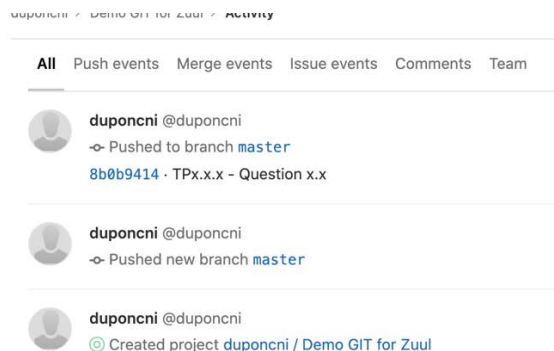 duponcni > Demo GIT for Zuul > Activity
All Push events Merge events Issue events Comments Team
duponcni @duponcni
Pushed to branch master
8b0b9414 · TPx.x.x - Question x.x
duponcni @duponcni
Pushed new branch master
duponcni @duponcni
Created project duponcni / Demo GIT for Zuul